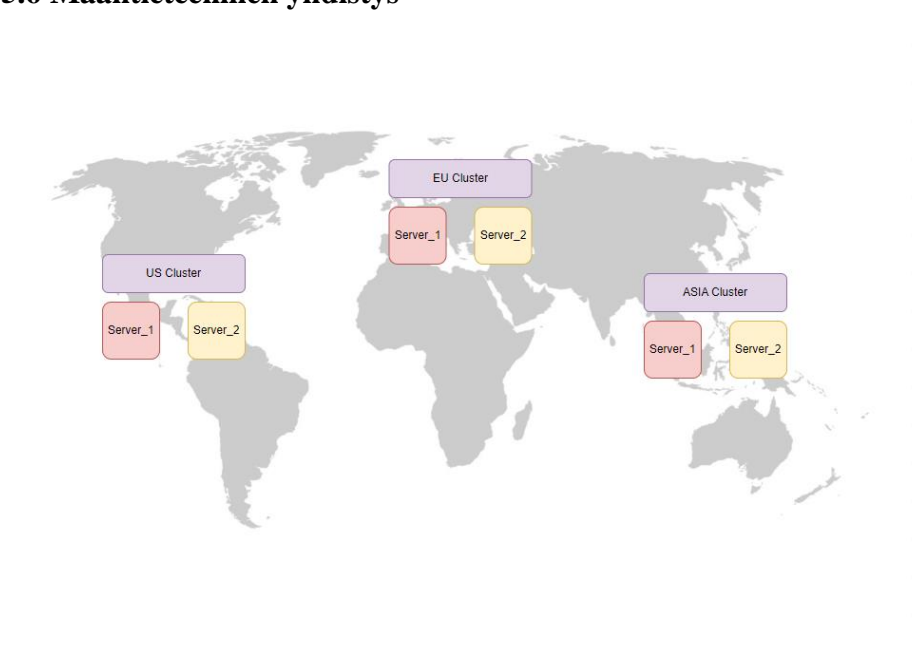 EU Cluster
Server_1
Server_2
US Cluster
Server_1
Server_2
ASIA Cluster
Server_1
Server_2